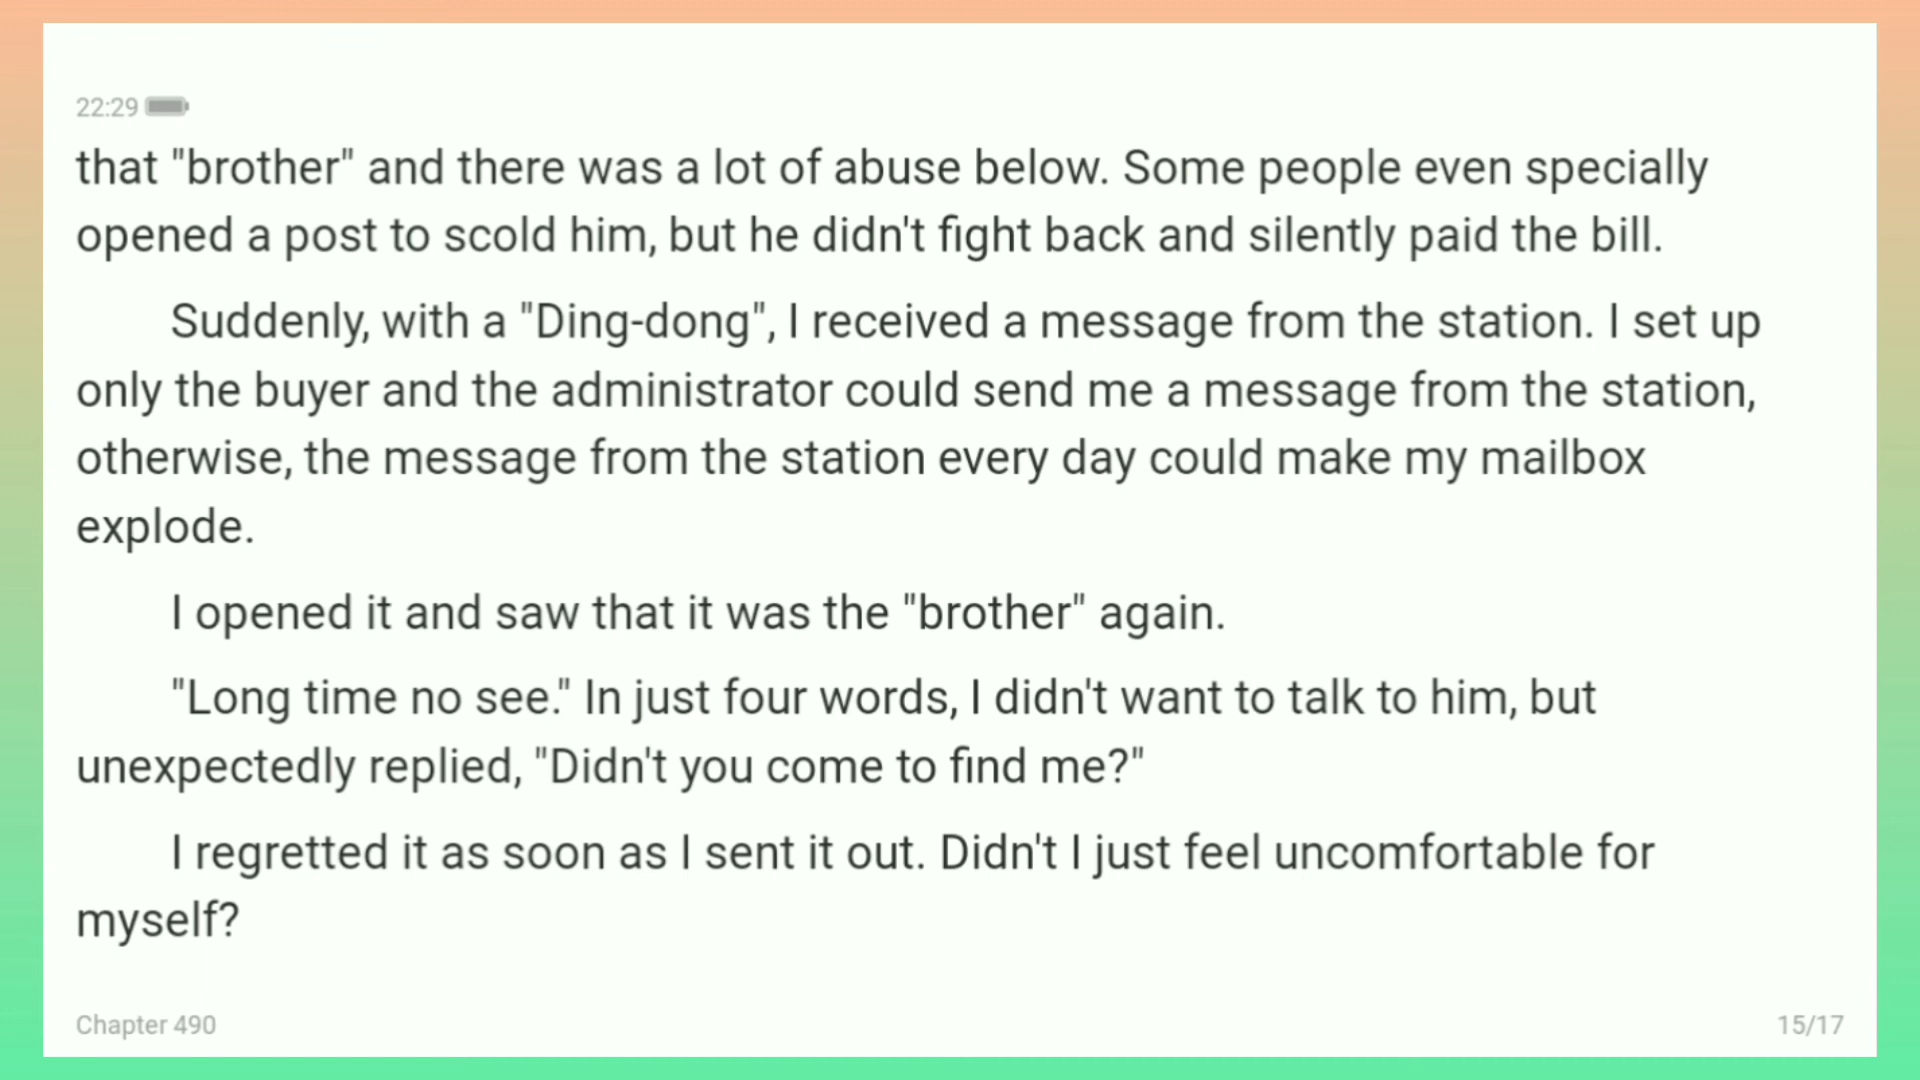 22:29
that "brother" and there was a lot of abuse below. Some people even specially
opened a post to scold him, but he didn't fight back and silently paid the bill.
Suddenly, with a "Ding-dong", I received a message from the station. I set up
only the buyer and the administrator could send me a message from the station,
otherwise, the message from the station every day could make my mailbox
explode.
I opened it and saw that it was the "brother" again.
"Long time no see." In just four words, I didn't want to talk to him, but
unexpectedly replied, "Didn't you come to find me?"
I regretted it as soon as I sent it out. Didn't I just feel uncomfortable for
myself?
Chapter 490
15/17